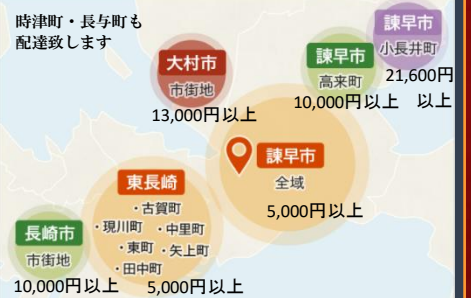 時津町・長与町も
配達致します
大村市
市街地
13,000円以上
諫早市
高来町
10,000円以上
諫早市
小長井町
21,600円
以上
諫早市
全域
5,000円以上
東長崎
・古賀町
・現川町 ・中里町
・東町 ・矢上町
・田中町
5,000円以上
長崎市
市街地
10,000円以上